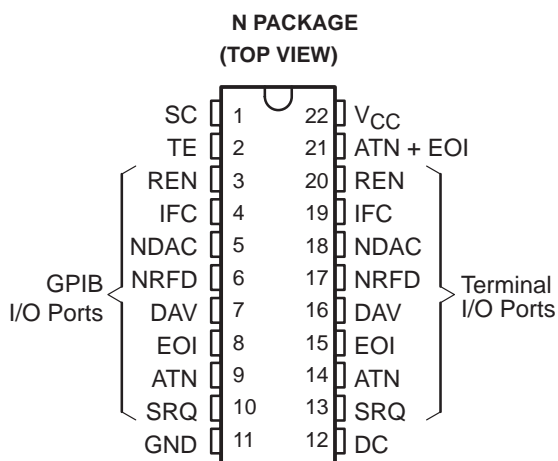 N PACKAGE
(TOP VIEW)
SC 1 22 VCC
TE 2 21 ATN + EOI
REN 3 20 REN
IFC 4 19 IFC
NDAC 5 18 NDAC
NRFD 6 17 NRFD
DAV 7 16 DAV
EOI 8 15 EOI
ATN 9 14 ATN
SRQ 10 13 SRQ
GND 11 12 DC
GPIB
I/O Ports
Terminal
I/O Ports